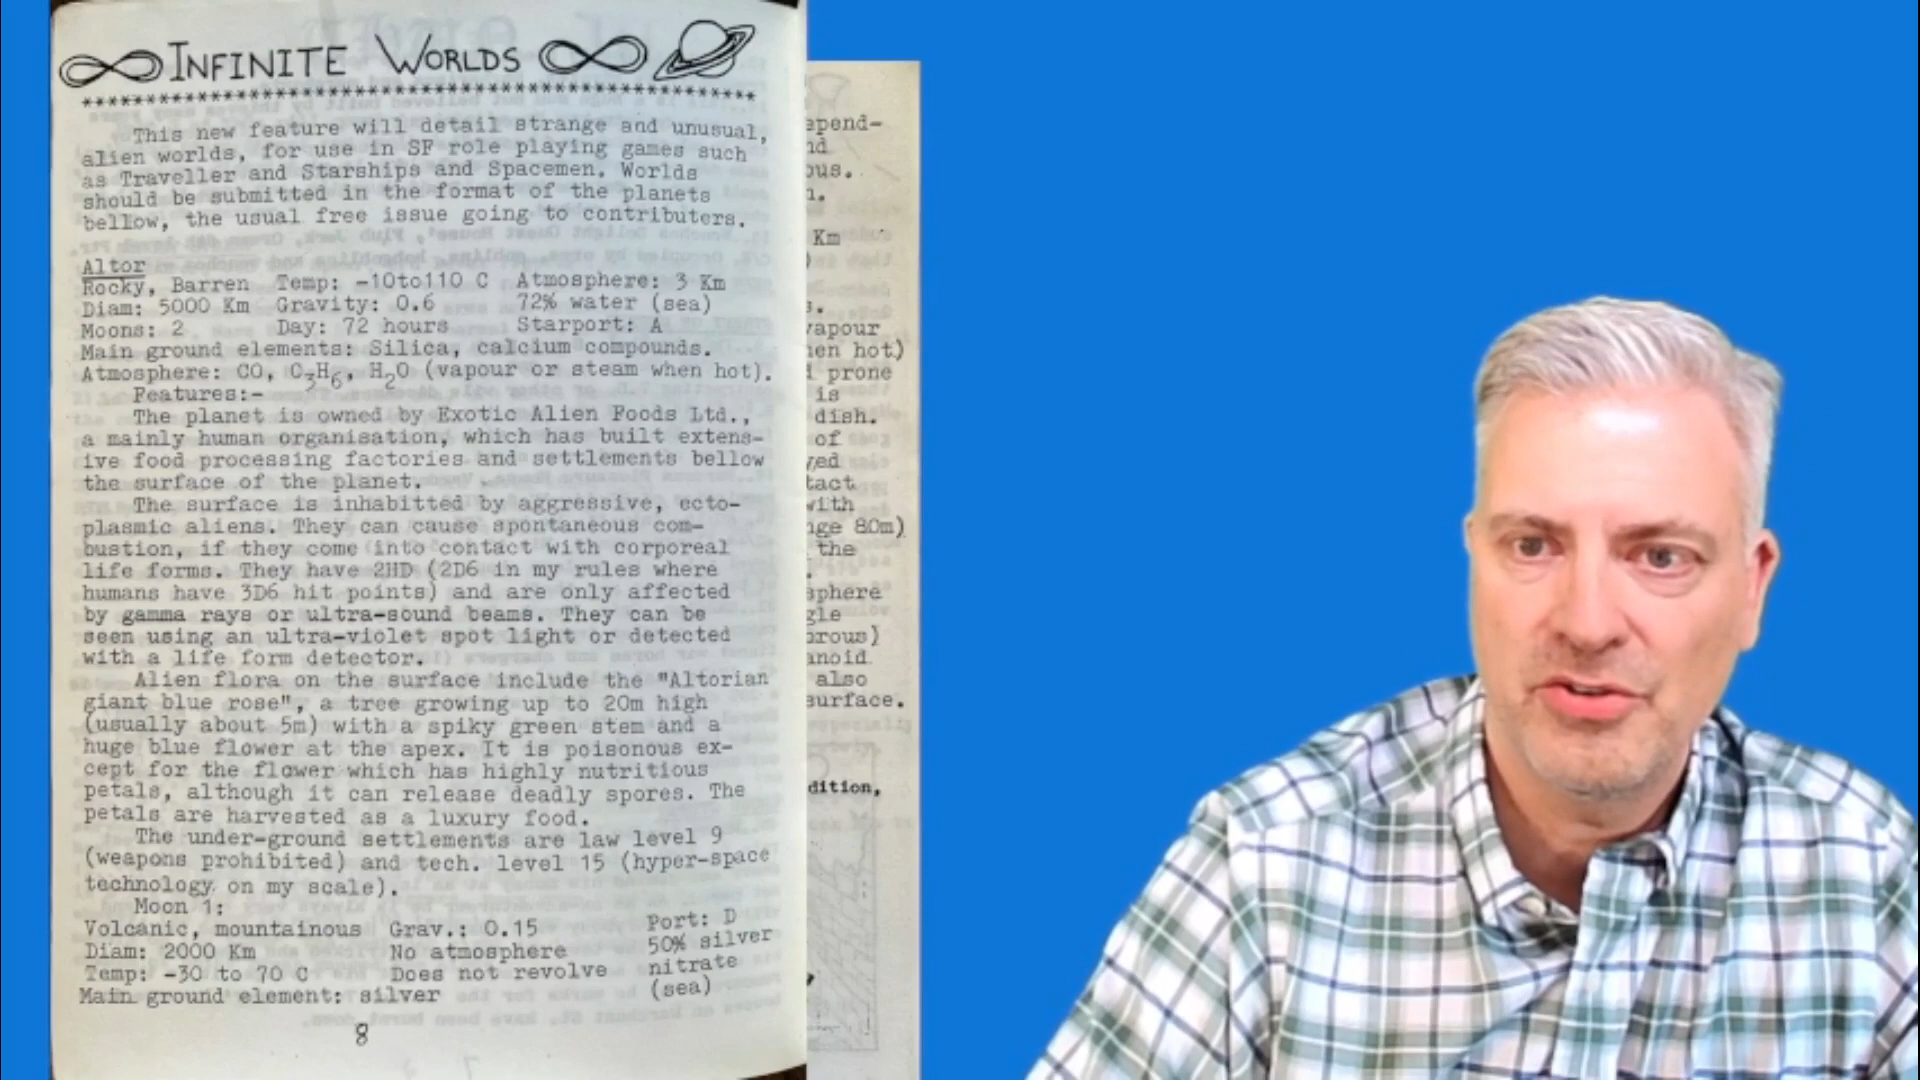 INFINITE WORLDS
************************************************
This new feature will detail strange and unusual,
alien worlds, for use in SF role playing games such
as Traveller and Starships and Spacemen. Worlds
should be submitted in the format of the planets
bellow, the usual free issue going to contributers.
Altor
Rocky, Barren Temp: -10to110 C Atmosphere: 3 Km
Diam: 5000 Km Gravity: 0.6 72% water (sea)
Moons: 2 Day: 72 hours Starport: A
Main ground elements: Silica, calcium compounds.
Atmosphere: CO, C3H6, H2O (vapour or steam when hot).
Features:-
The planet is owned by Exotic Alien Foods Ltd.,
a mainly human organisation, which has built extens-
ive food processing factories and settlements bellow
the surface of the planet.
The surface is inhabitted by aggressive, ecto-
plasmic aliens. They can cause spontaneous com-
bustion, if they come into contact with corporeal
life forms. They have 2HD (2D6 in my rules where
humans have 3D6 hit points) and are only affected
by gamma rays or ultra-sound beams. They can be
seen using an ultra-violet spot light or detected
with a life form detector.
Alien flora on the surface include the "Altorian
giant blue rose", a tree growing up to 20m high
(usually about 5m) with a spiky green stem and a
huge blue flower at the apex. It is poisonous ex-
cept for the flower which has highly nutritious
petals, although it can release deadly spores. The
petals are harvested as a luxury food.
The under-ground settlements are law level 9
(weapons prohibited) and tech. level 15 (hyper-space
technology on my scale).
Moon 1:
Volcanic, mountainous Grav.: 0.15 Port: D
Diam: 2000 Km No atmosphere 50% silver
Temp: -30 to 70 C Does not revolve nitrate
Main ground element: silver (sea)
8
epend-
Km
vapour
hot)
prone
is
dish.
of
with
80m)
the
also
surface.
dition,